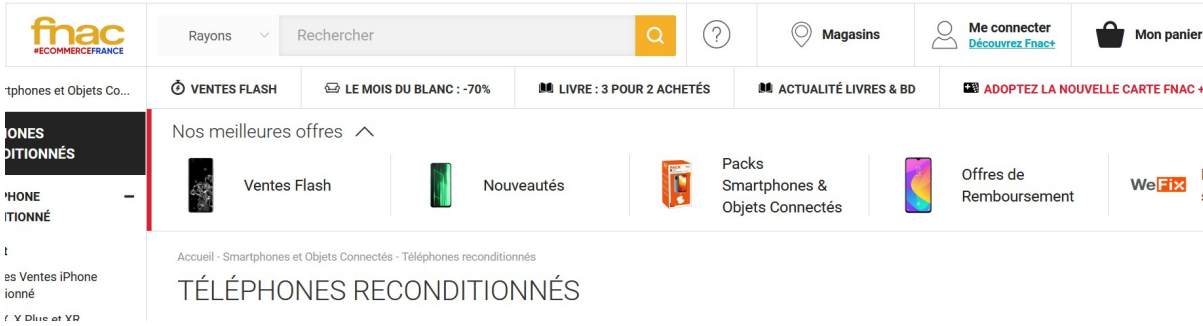 fnac
#ECOMMERCEFRANCE
Rayons
Rechercher
?
Magasins
Me connecter
Découvrez Fnac+
Mon panier
rtphones et Objets Co...
VENTES FLASH
LE MOIS DU BLANC : -70%
LIVRE : 3 POUR 2 ACHETÉS
ACTUALITÉ LIVRES & BD
ADOPTEZ LA NOUVELLE CARTE FNAC +
IONES
DITIONNÉS
PHONE
ITIONNÉ
es Ventes iPhone
ionné
X, X Plus et XR
Nos meilleures offres
Ventes Flash
Nouveautés
Packs
Smartphones &
Objets Connectés
Offres de
Remboursement
WeFix
Accueil - Smartphones et Objets Connectés - Téléphones reconditionnés
TÉLÉPHONES RECONDITIONNÉS